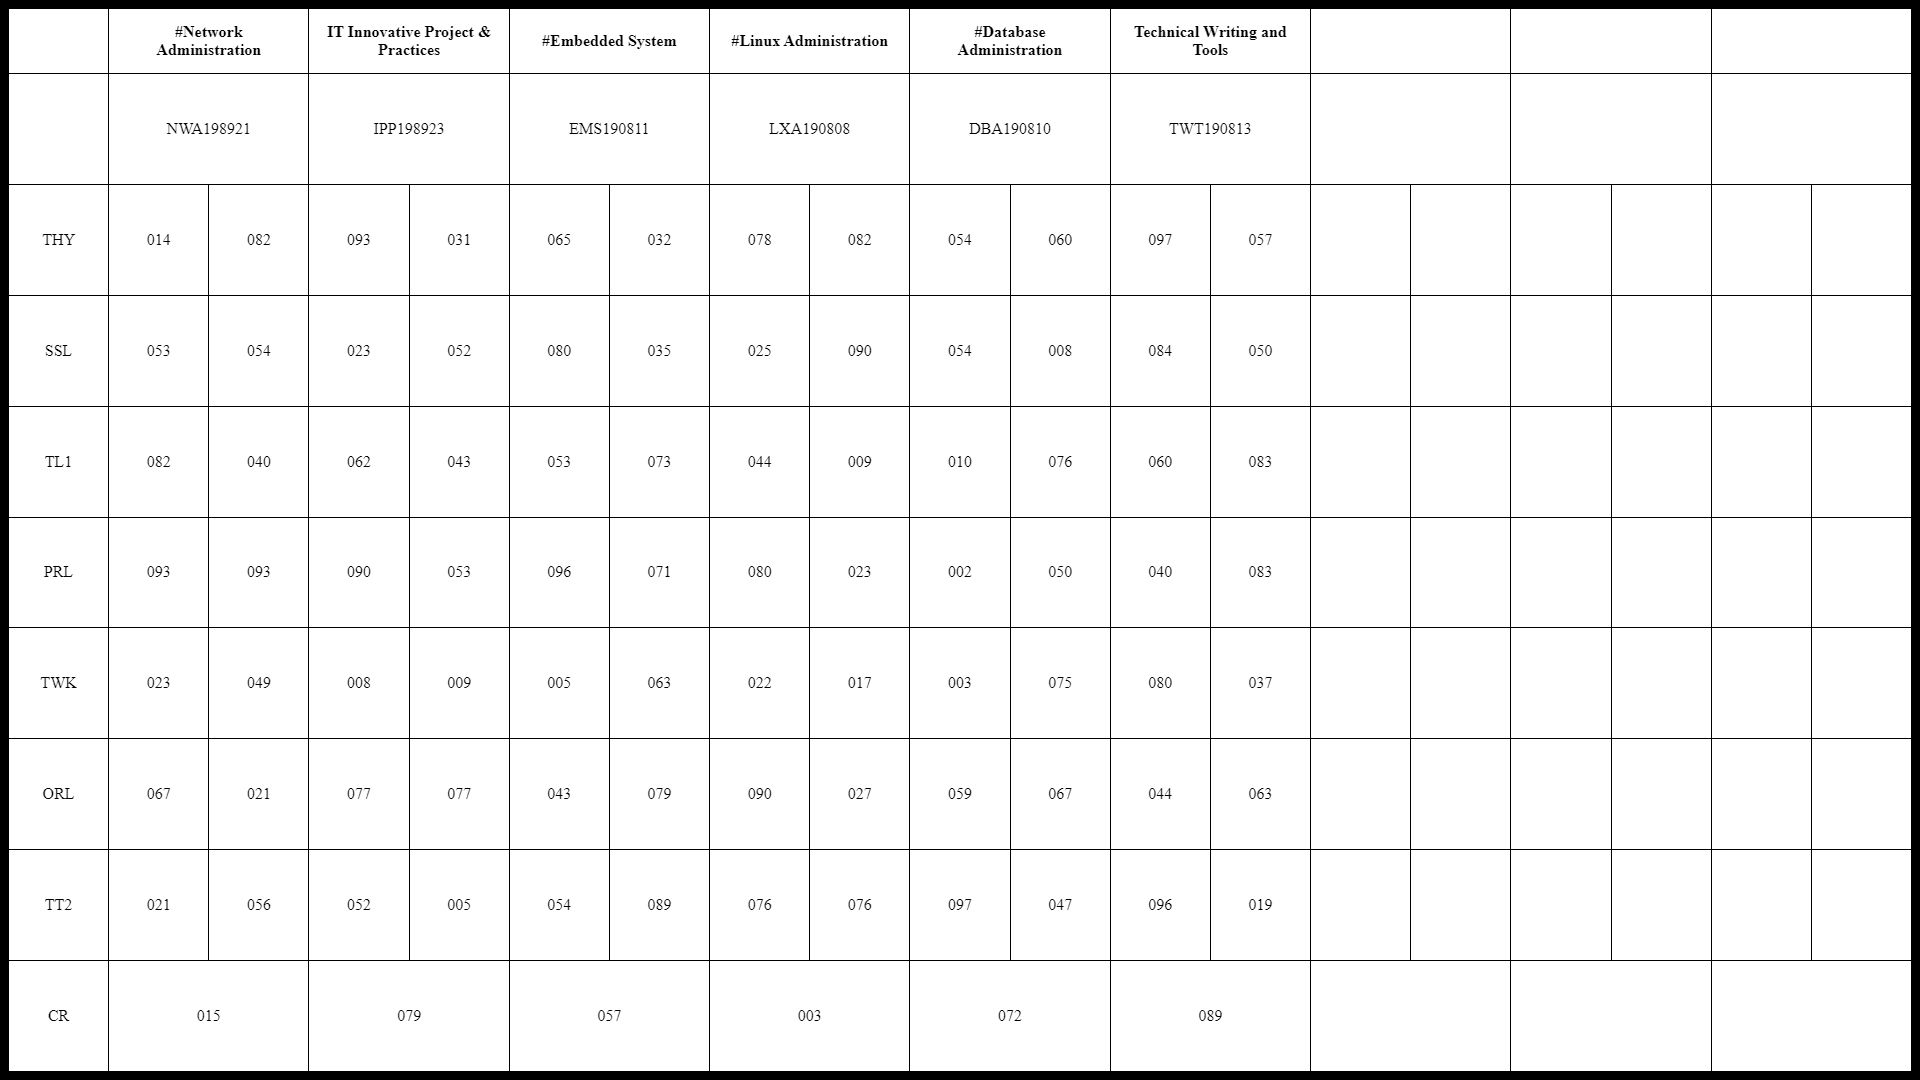 #Network Administration IT Innovative Project & Practices #Embedded System #Linux Administration #Database Administration Technical Writing and Tools
NWA198921 IPP198923 EMS190811 LXA190808 DBA190810 TWT190813
THY 014 082 093 031 065 032 078 082 054 060 097 057
SSL 053 054 023 052 080 035 025 090 054 008 084 050
TL1 082 040 062 043 053 073 044 009 010 076 060 083
PRL 093 093 090 053 096 071 080 023 002 050 040 083
TWK 023 049 008 009 005 063 022 017 003 075 080 037
ORL 067 021 077 077 043 079 090 027 059 067 044 063
TT2 021 056 052 005 054 089 076 076 097 047 096 019
CR 015 079 057 003 072 089